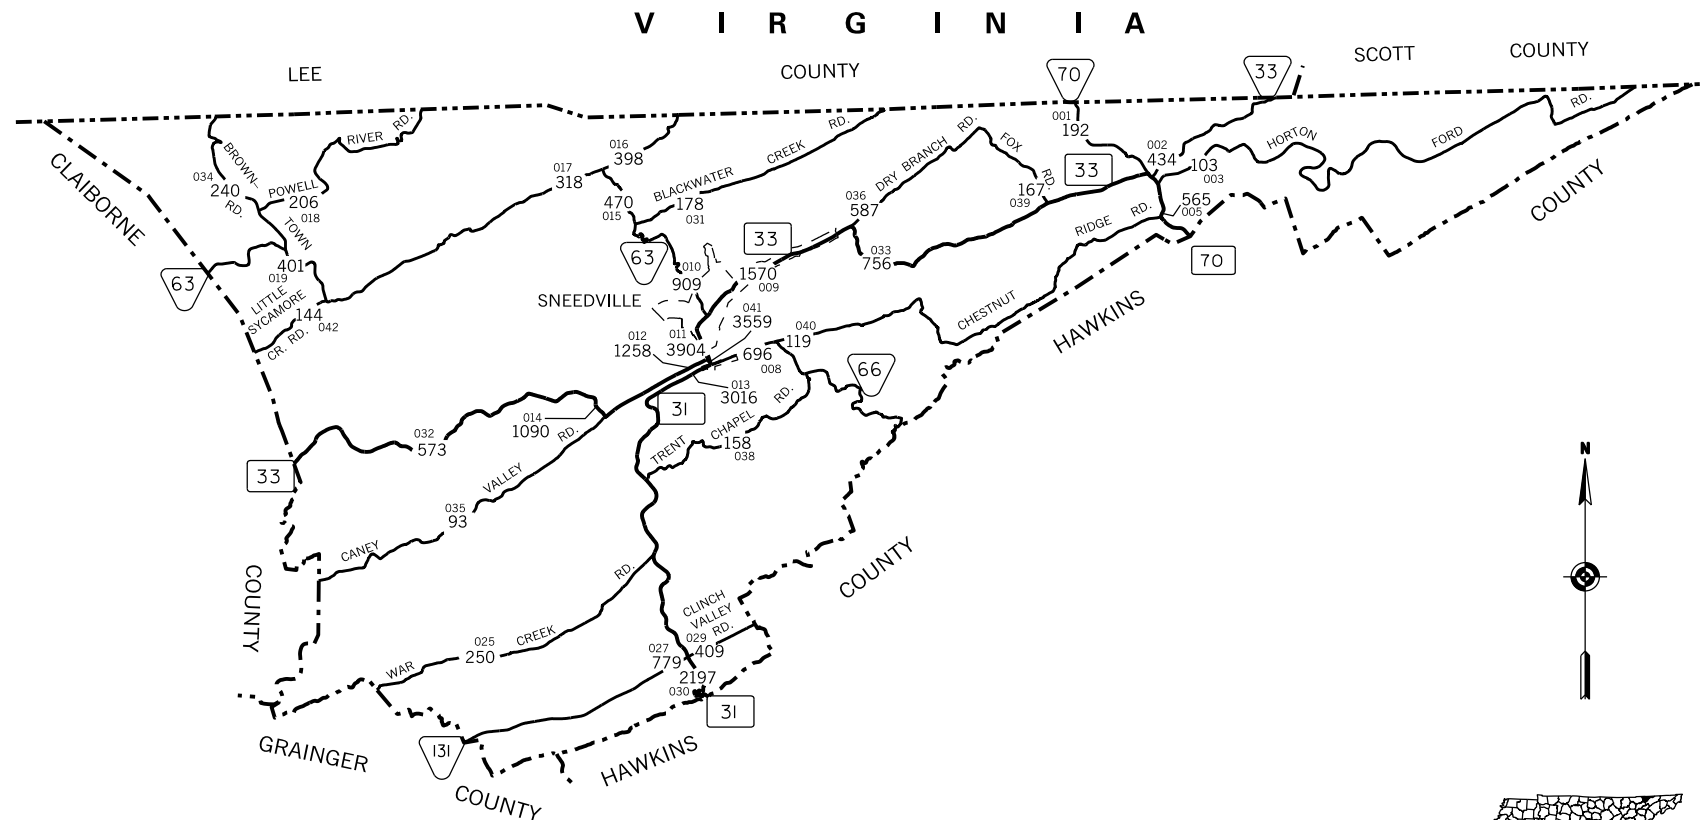 VIRGINIA
LEE
COUNTY
SCOTT
COUNTY
70
33
001
192
016
398
017
318
034
240
BROWN-
TOWN
RD.
POWELL
RIVER
RD.
206
018
CLAIBORNE
COUNTY
63
401
019
LITTLE
SYCAMORE
CR. RD.
144
042
470
015
BLACKWATER
CREEK
RD.
178
031
63
010
909
SNEEDVILLE
33
1570
009
036
587
DRY BRANCH RD.
FOX
RD.
167
039
33
002
434
103
003
HORTON
FORD
RD.
565
005
RIDGE RD.
CHESTNUT
70
033
756
HAWKINS
COUNTY
041
3559
040
119
012
1258
011
3904
696
008
013
3016
66
31
TRENT
CHAPEL
RD.
158
038
014
1090
RD.
032
573
33
VALLEY
035
93
CANEY
N
RD.
CREEK
025
250
WAR
CLINCH
VALLEY
RD.
029
409
027
779
2197
030
31
131
GRAINGER
COUNTY
HAWKINS
COUNTY